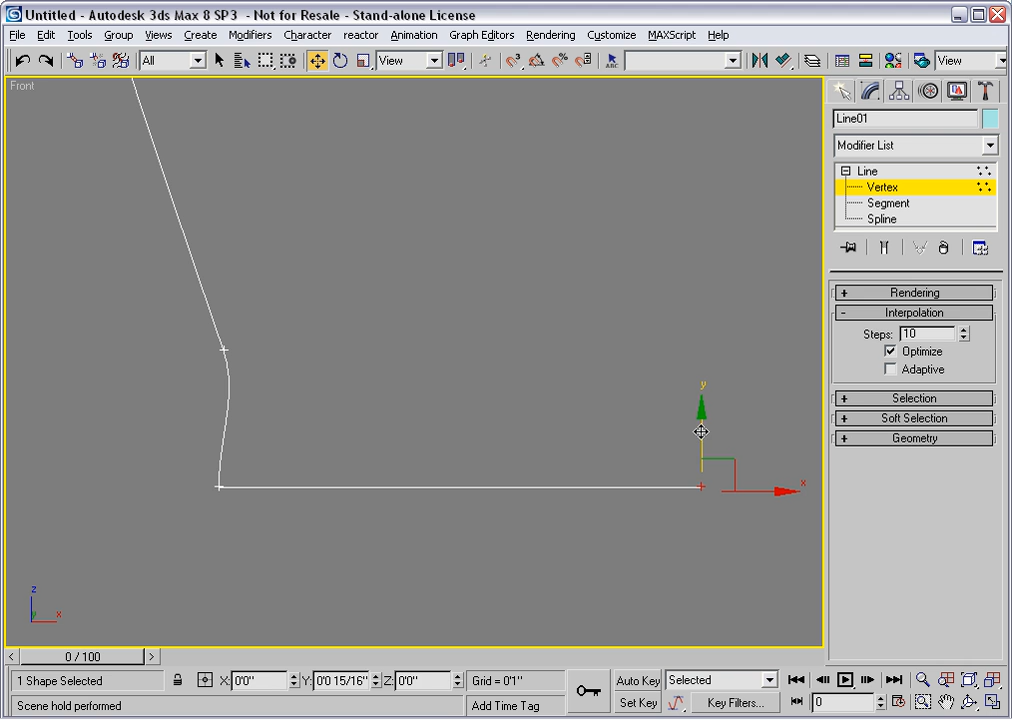 Untitled - Autodesk 3ds Max 8 SP3 - Not for Resale - Stand-alone License
File Edit Tools Group Views Create Modifiers Character reactor Animation Graph Editors Rendering Customize MAXScript Help
All View View
Front
Line01
Modifier List
Line
Vertex
Segment
Spline
+ Rendering
- Interpolation
Steps: 10
Optimize
Adaptive
+ Selection
+ Soft Selection
+ Geometry
y
x
z
y x
< 0 / 100 >
1 Shape Selected X: 0'0" Y: 0'0 15/16" Z: 0'0" Grid = 0'1" Auto Key Selected
Scene hold performed Add Time Tag Set Key Key Filters... 0